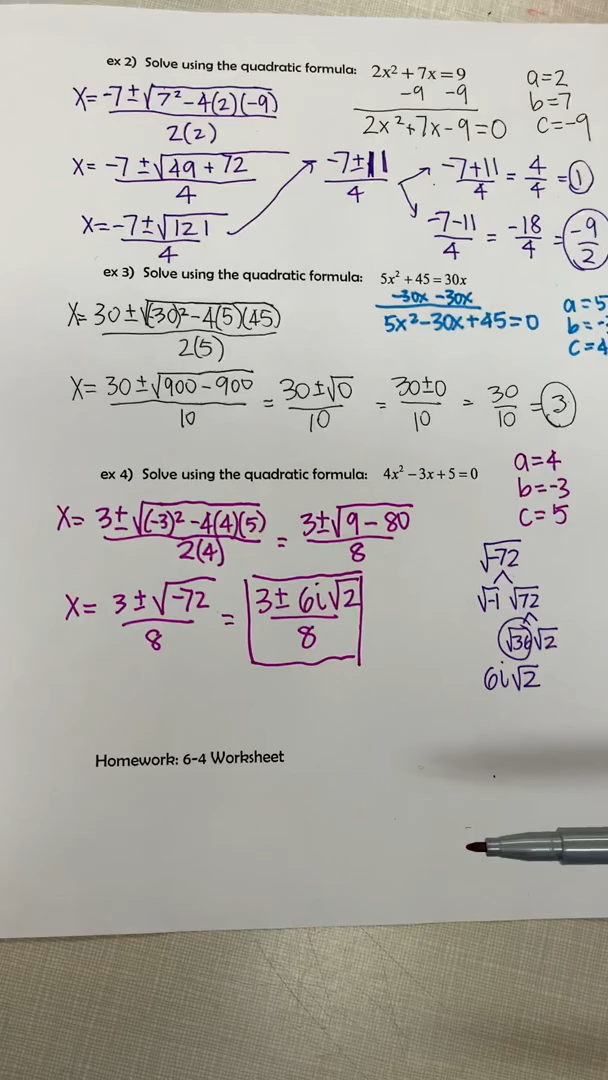 ex 2) Solve using the quadratic formula: 2x² + 7x = 9
-9 -9
2x²+7x-9=0
a=2
b=7
c=-9
X= -7±√7²-4(2)(-9) / 2(2)
X= -7±√49+72 / 4
X= -7±√121 / 4
-7±11 / 4
-7+11 / 4 = 4/4 = 1
-7-11 / 4 = -18/4 = -9/2
ex 3) Solve using the quadratic formula: 5x² + 45 = 30x
-30x -30x
5x²-30x+45=0
a=5
b=-3
c=4
X= 30±√(30)²-4(5)(45) / 2(5)
X= 30±√900-900 / 10 = 30±√0 / 10 = 30±0 / 10 = 30/10 = 3
ex 4) Solve using the quadratic formula: 4x² - 3x + 5 = 0
a=4
b=-3
c=5
X= 3±√(-3)²-4(4)(5) / 2(4) = 3±√9-80 / 8
X= 3±√-72 / 8 = 3±6i√2 / 8
√-72
√-1 √72
√36 √2
6i√2
Homework: 6-4 Worksheet